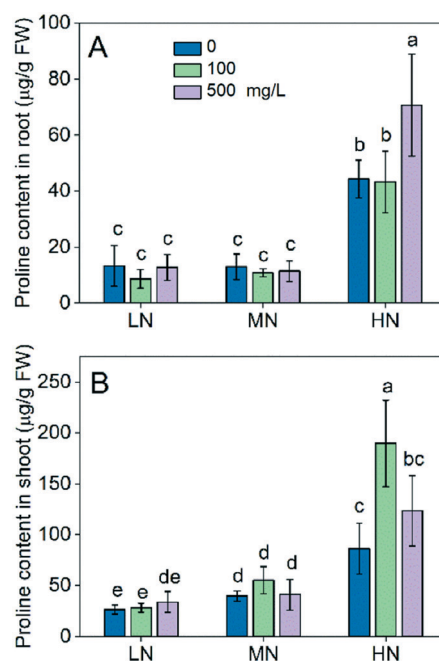 A
0
100
500 mg/L
Proline content in root (µg/g FW)
100
80
60
40
20
0
c c c
c c c
b b a
LN MN HN
B
Proline content in shoot (µg/g FW)
250
200
150
100
50
0
e e de
d d d
c a bc
LN MN HN